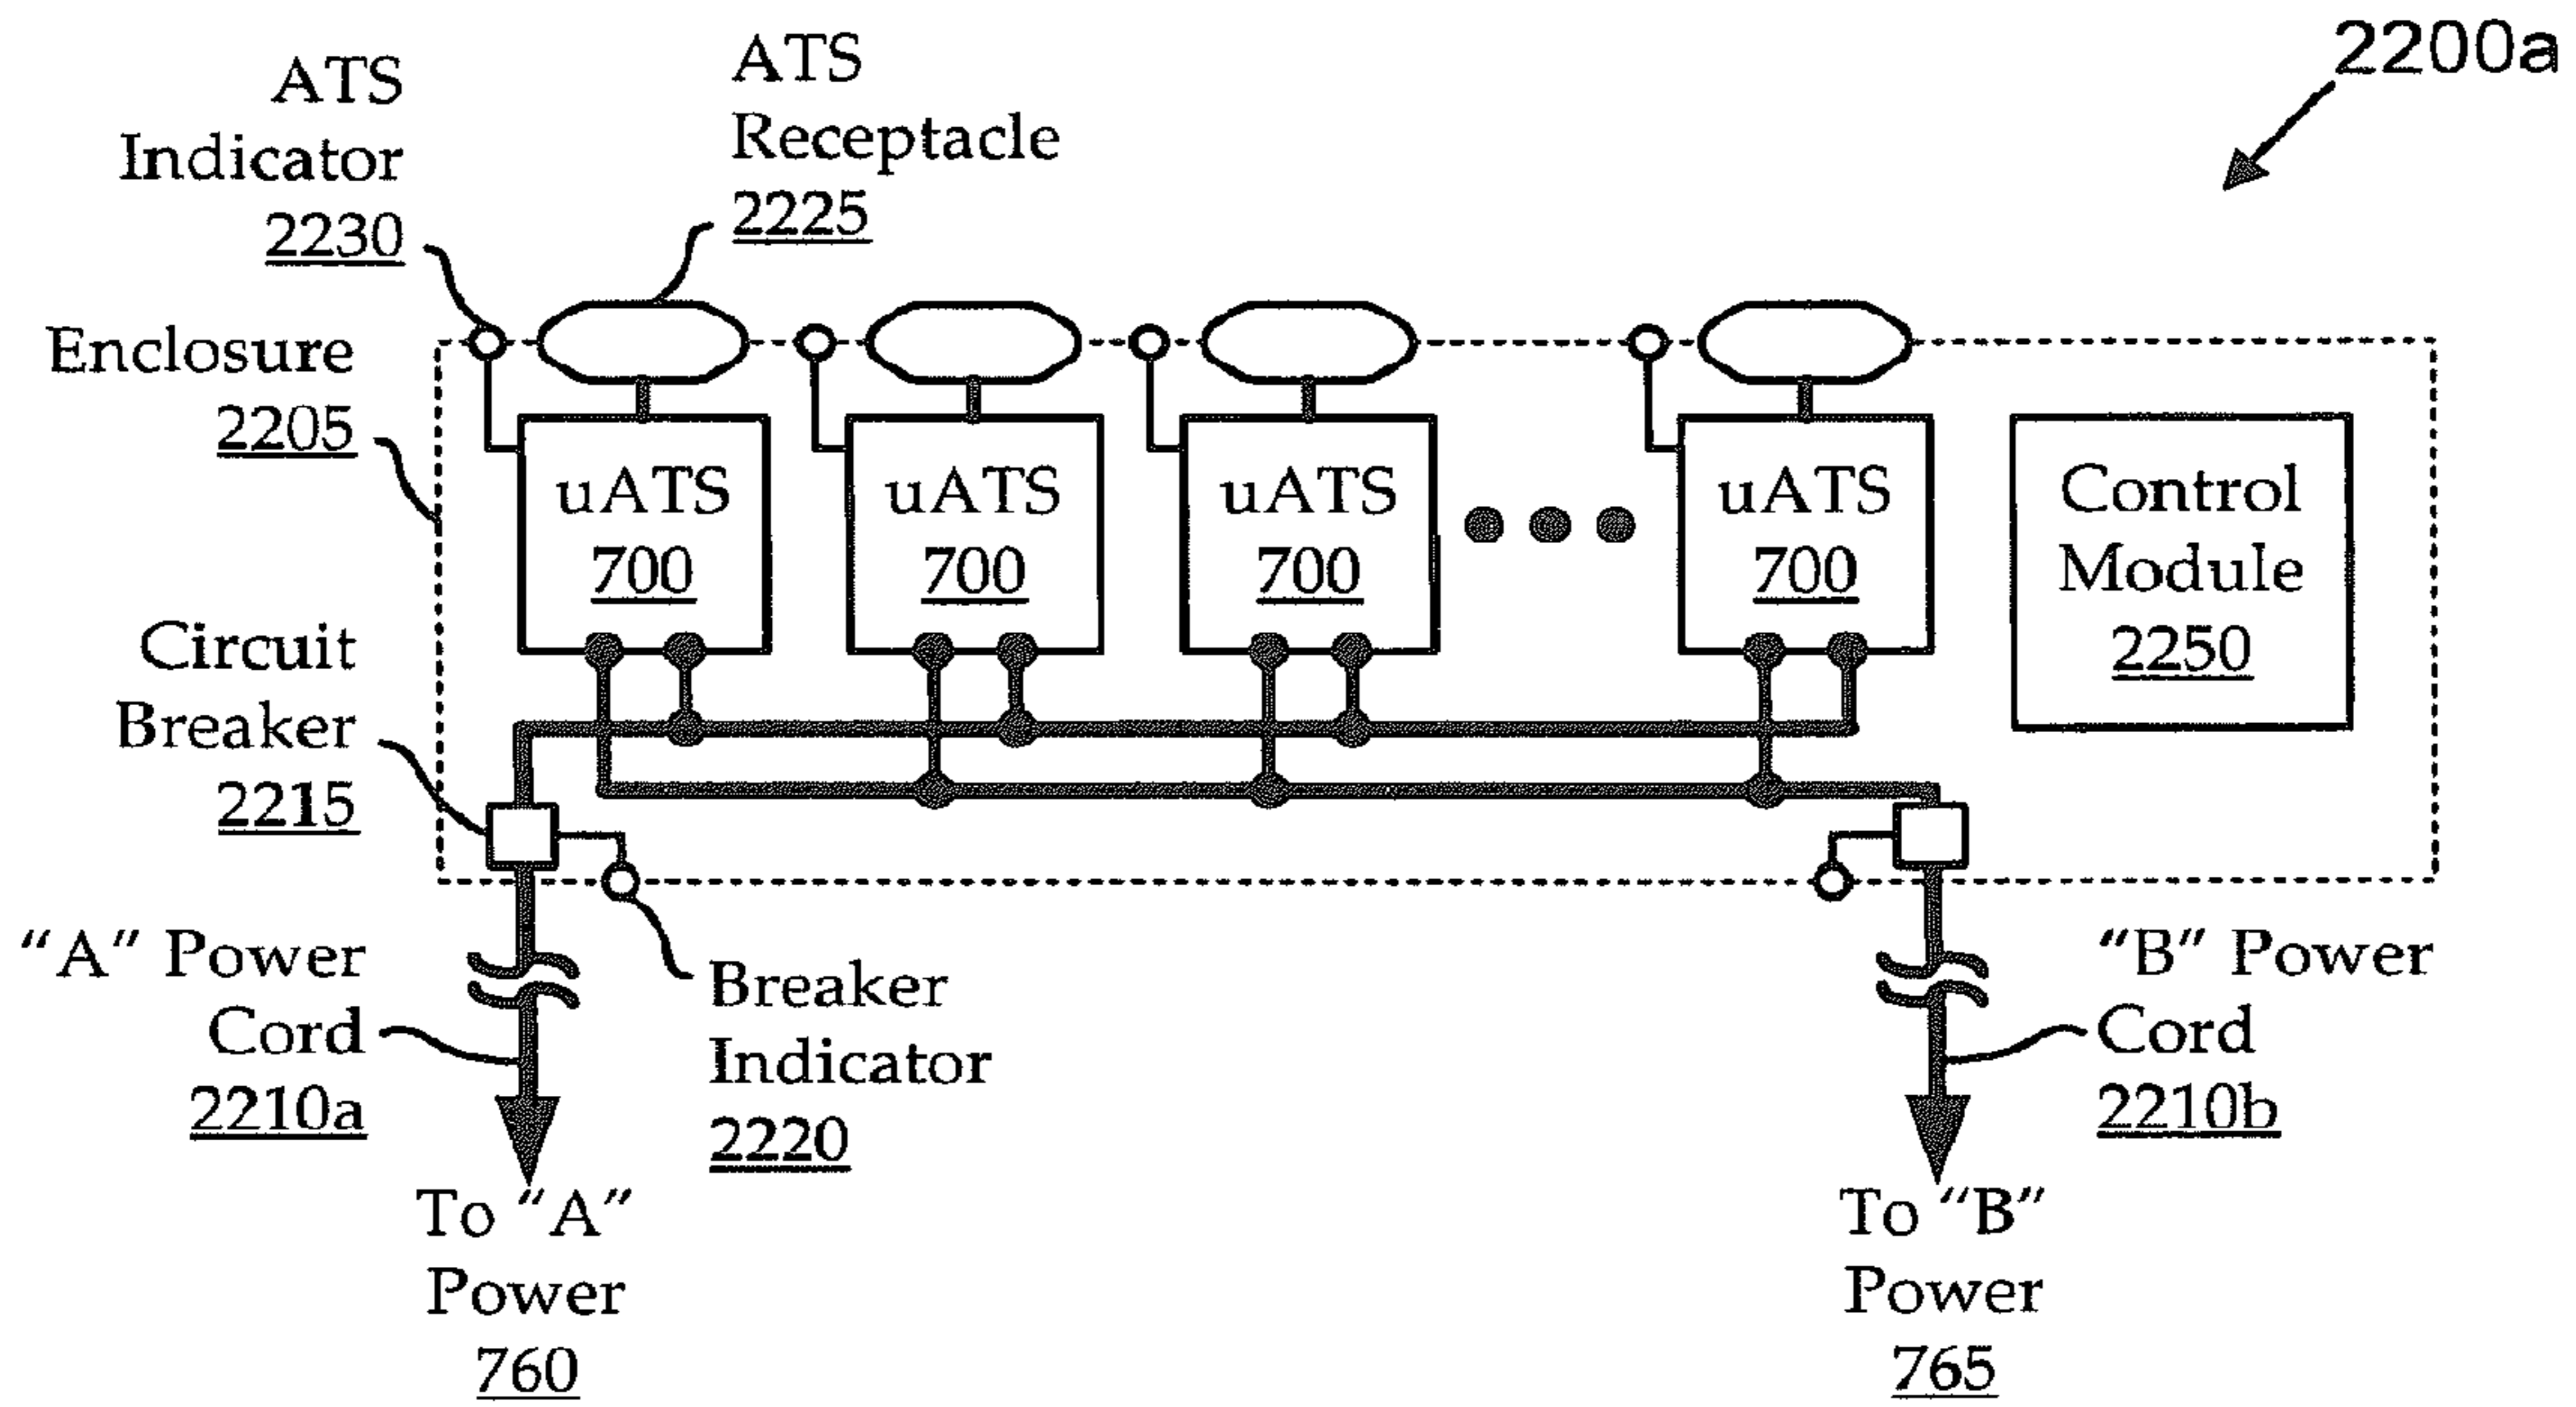 2200a
ATS
Indicator
2230
ATS
Receptacle
2225
Enclosure
2205
uATS
700
uATS
700
uATS
700
uATS
700
Control
Module
2250
Circuit
Breaker
2215
“A” Power
Cord
2210a
Breaker
Indicator
2220
“B” Power
Cord
2210b
To “A”
Power
760
To “B”
Power
765